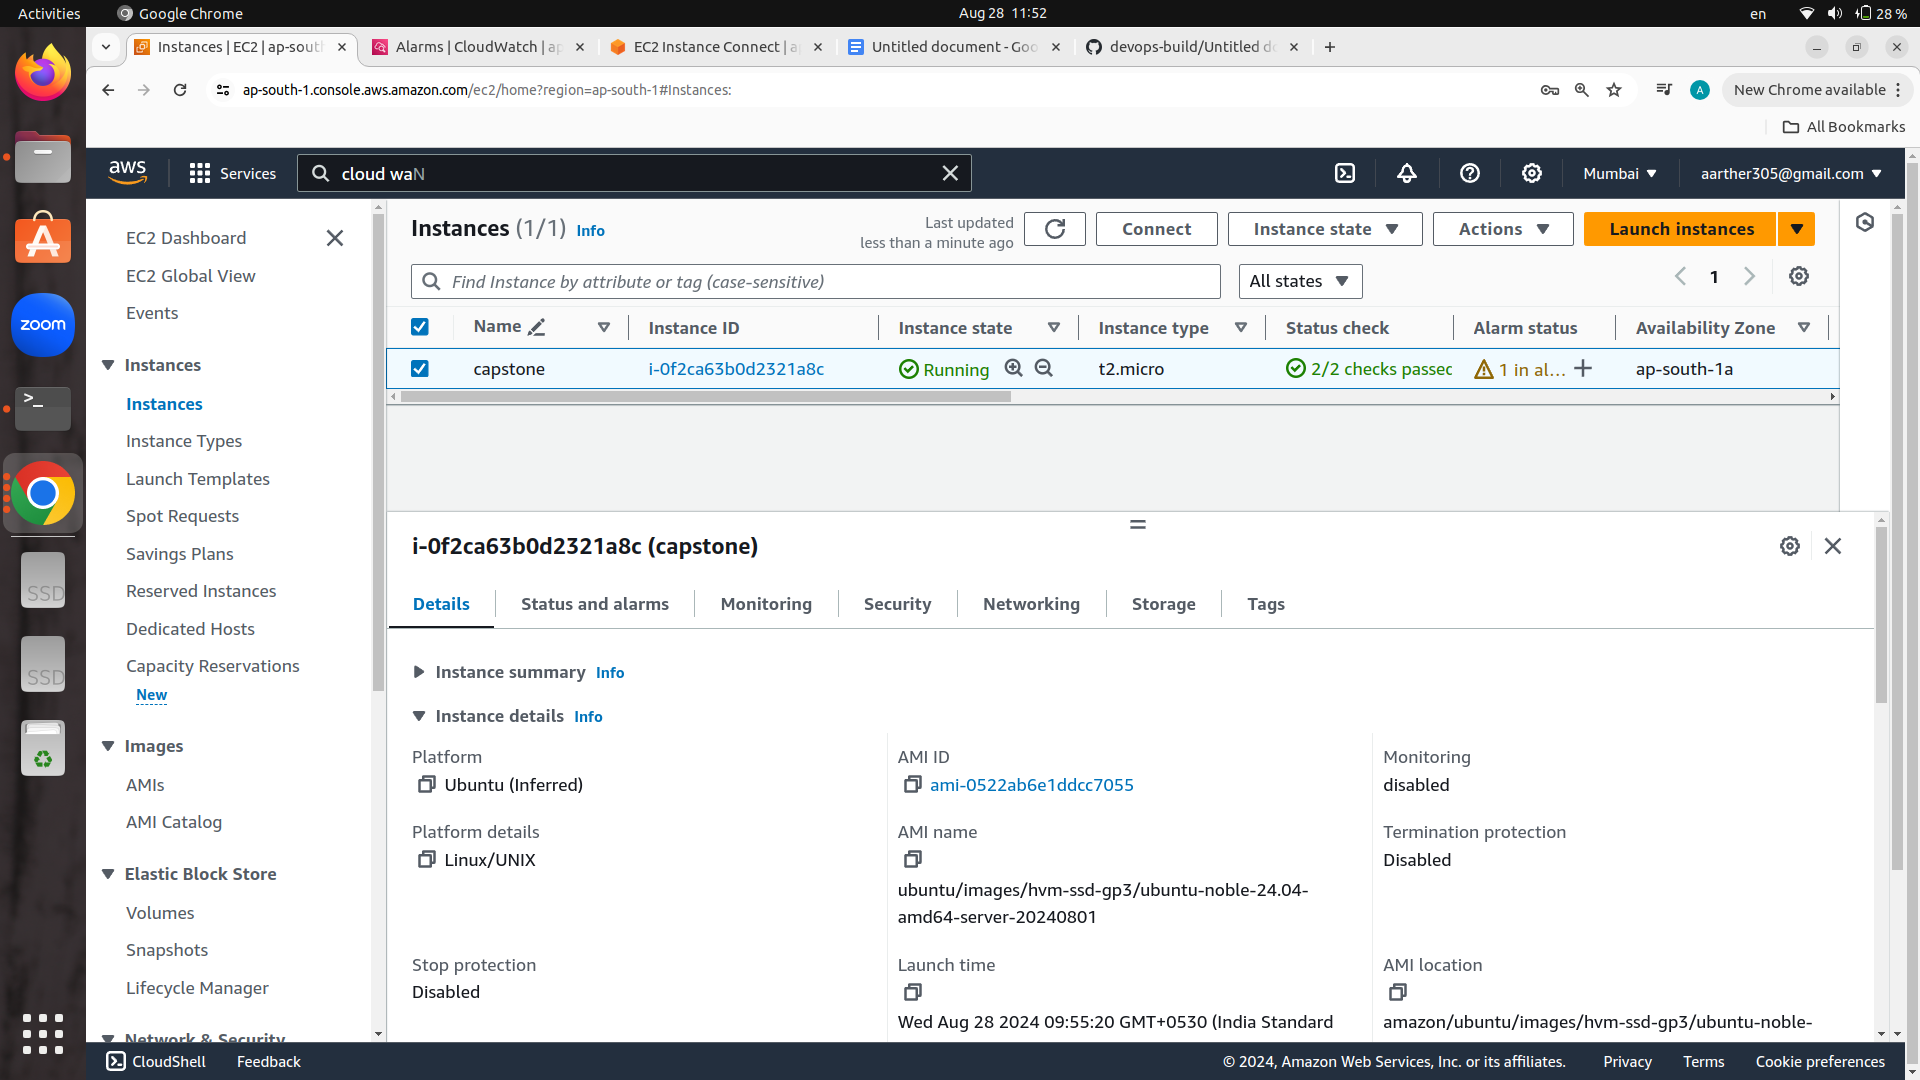 Activities
Google Chrome
Aug 28 11:52
en
28 %
Instances | EC2 | ap-sout
Alarms | CloudWatch | ap
EC2 Instance Connect | a
Untitled document - Goo
devops-build/Untitled do
ap-south-1.console.aws.amazon.com/ec2/home?region=ap-south-1#Instances:
A
New Chrome available
All Bookmarks
aws
Services
cloud waN
Mumbai
aarther305@gmail.com
EC2 Dashboard
EC2 Global View
Events
Instances
Instances
Instance Types
Launch Templates
Spot Requests
Savings Plans
Reserved Instances
Dedicated Hosts
Capacity Reservations
New
Images
AMIs
AMI Catalog
Elastic Block Store
Volumes
Snapshots
Lifecycle Manager
Network & Security
Instances (1/1) Info
Last updated
less than a minute ago
Connect
Instance state
Actions
Launch instances
Find Instance by attribute or tag (case-sensitive)
All states
1
Name
Instance ID
Instance state
Instance type
Status check
Alarm status
Availability Zone
capstone
i-0f2ca63b0d2321a8c
Running
t2.micro
2/2 checks passec
1 in al...
ap-south-1a
i-0f2ca63b0d2321a8c (capstone)
Details
Status and alarms
Monitoring
Security
Networking
Storage
Tags
Instance summary Info
Instance details Info
Platform
Ubuntu (Inferred)
AMI ID
ami-0522ab6e1ddcc7055
Monitoring
disabled
Platform details
Linux/UNIX
AMI name
ubuntu/images/hvm-ssd-gp3/ubuntu-noble-24.04-
amd64-server-20240801
Termination protection
Disabled
Stop protection
Disabled
Launch time
Wed Aug 28 2024 09:55:20 GMT+0530 (India Standard
AMI location
amazon/ubuntu/images/hvm-ssd-gp3/ubuntu-noble-
zoom
SSD
SSD
CloudShell
Feedback
© 2024, Amazon Web Services, Inc. or its affiliates.
Privacy
Terms
Cookie preferences